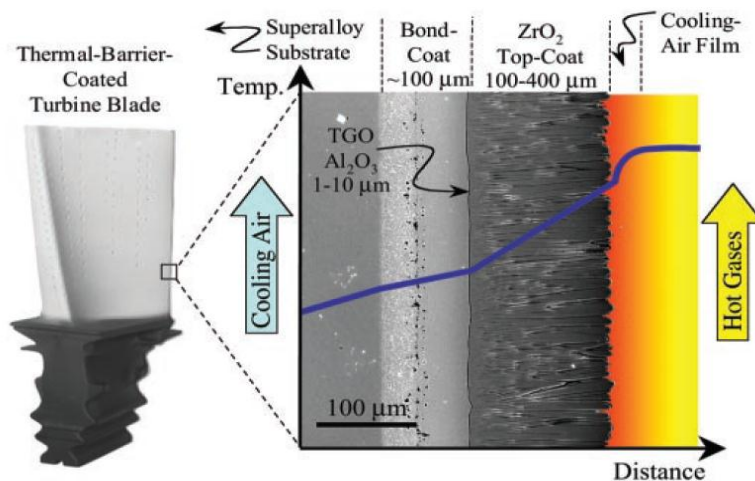 Thermal-Barrier-
Coated
Turbine Blade
Superalloy
Substrate
Bond-
Coat
~100 μm
ZrO₂
Top-Coat
100-400 μm
Cooling-
Air Film
Temp.
TGO
Al₂O₃
1-10 μm
Cooling Air
Hot Gases
100 μm
Distance